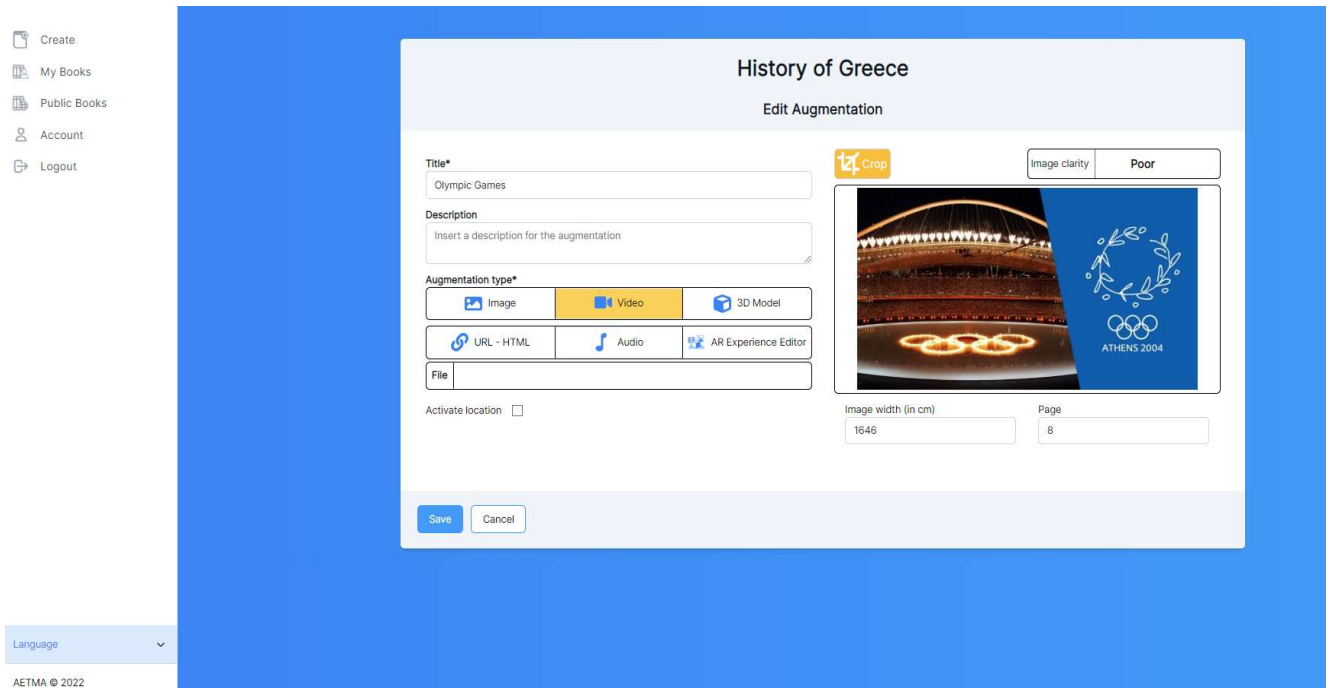 Create
My Books
Public Books
Account
Logout
Language
AETMA © 2022
History of Greece
Edit Augmentation
Title*
Olympic Games
Description
Insert a description for the augmentation
Augmentation type*
Image Video 3D Model
URL - HTML Audio AR Experience Editor
File
Activate location
Crop Image clarity Poor
ATHENS 2004
Image width (in cm) Page
1646 8
Save Cancel